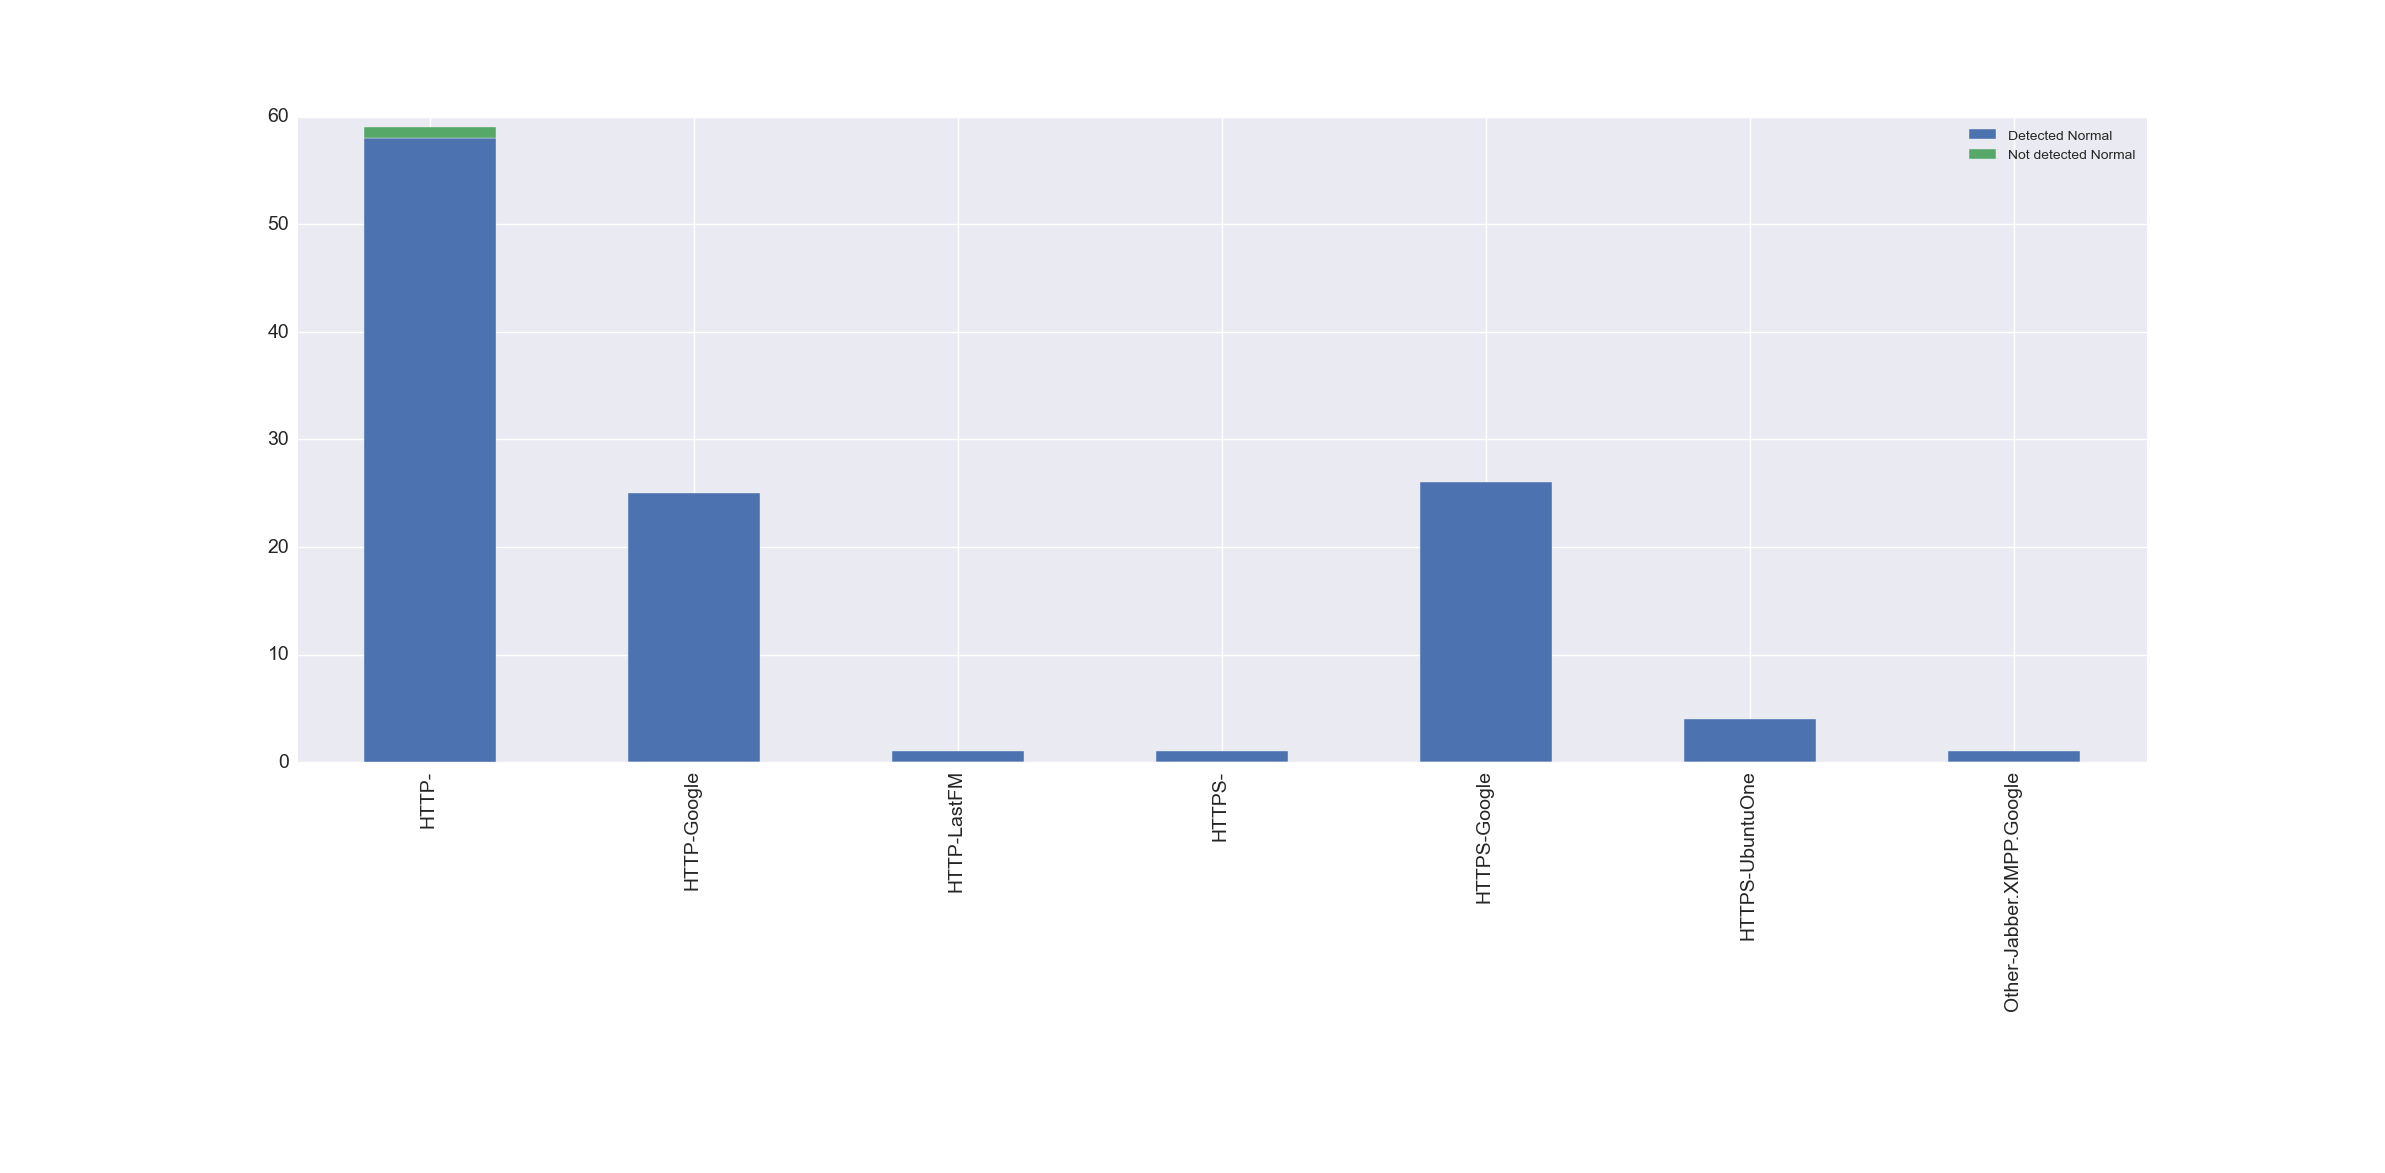 60
50
40
30
20
10
0
Detected Normal
Not detected Normal
HTTP-
HTTP-Google
HTTP-LastFM
HTTPS-
HTTPS-Google
HTTPS-UbuntuOne
Other-Jabber.XMPP.Google